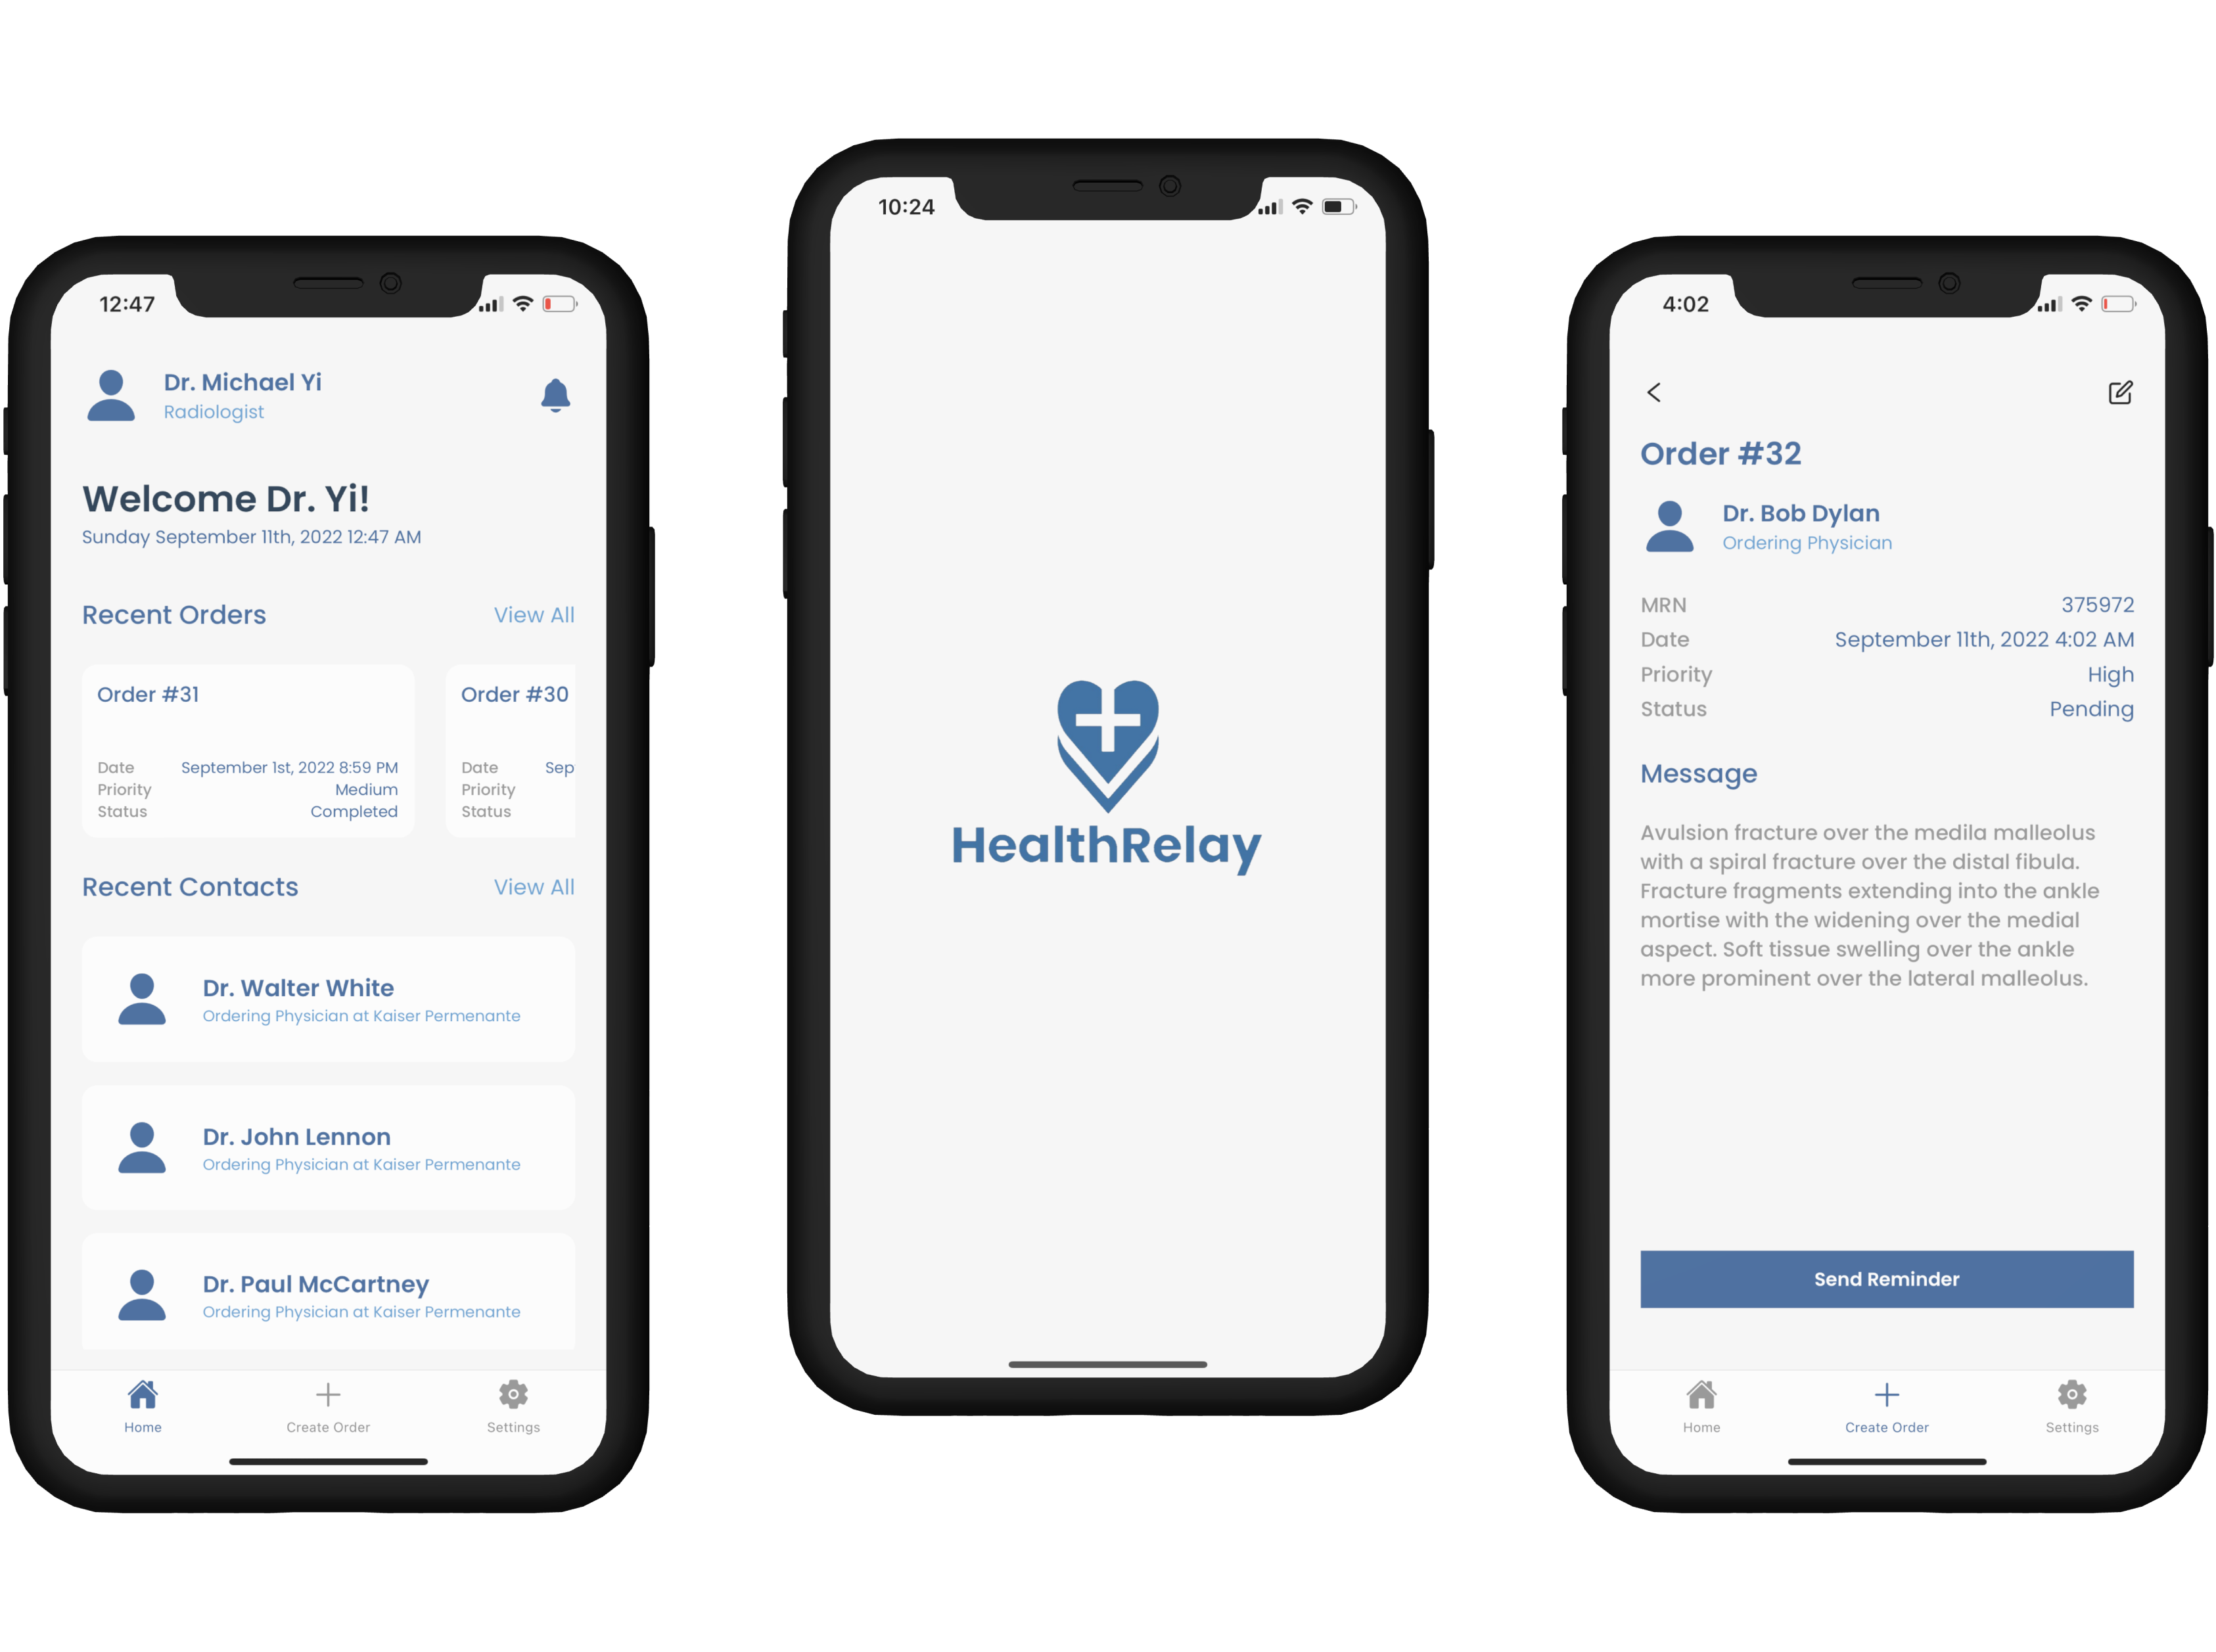 12:47
Dr. Michael Yi
Radiologist
Welcome Dr. Yi!
Sunday September 11th, 2022 12:47 AM
Recent Orders View All
Order #31
Date September 1st, 2022 8:59 PM
Priority Medium
Status Completed
Order #30
Date Sep
Priority
Status
Recent Contacts View All
Dr. Walter White
Ordering Physician at Kaiser Permenante
Dr. John Lennon
Ordering Physician at Kaiser Permenante
Dr. Paul McCartney
Ordering Physician at Kaiser Permenante
Home Create Order Settings
10:24
HealthRelay
4:02
Order #32
Dr. Bob Dylan
Ordering Physician
MRN 375972
Date September 11th, 2022 4:02 AM
Priority High
Status Pending
Message
Avulsion fracture over the medila malleolus
with a spiral fracture over the distal fibula.
Fracture fragments extending into the ankle
mortise with the widening over the medial
aspect. Soft tissue swelling over the ankle
more prominent over the lateral malleolus.
Send Reminder
Home Create Order Settings